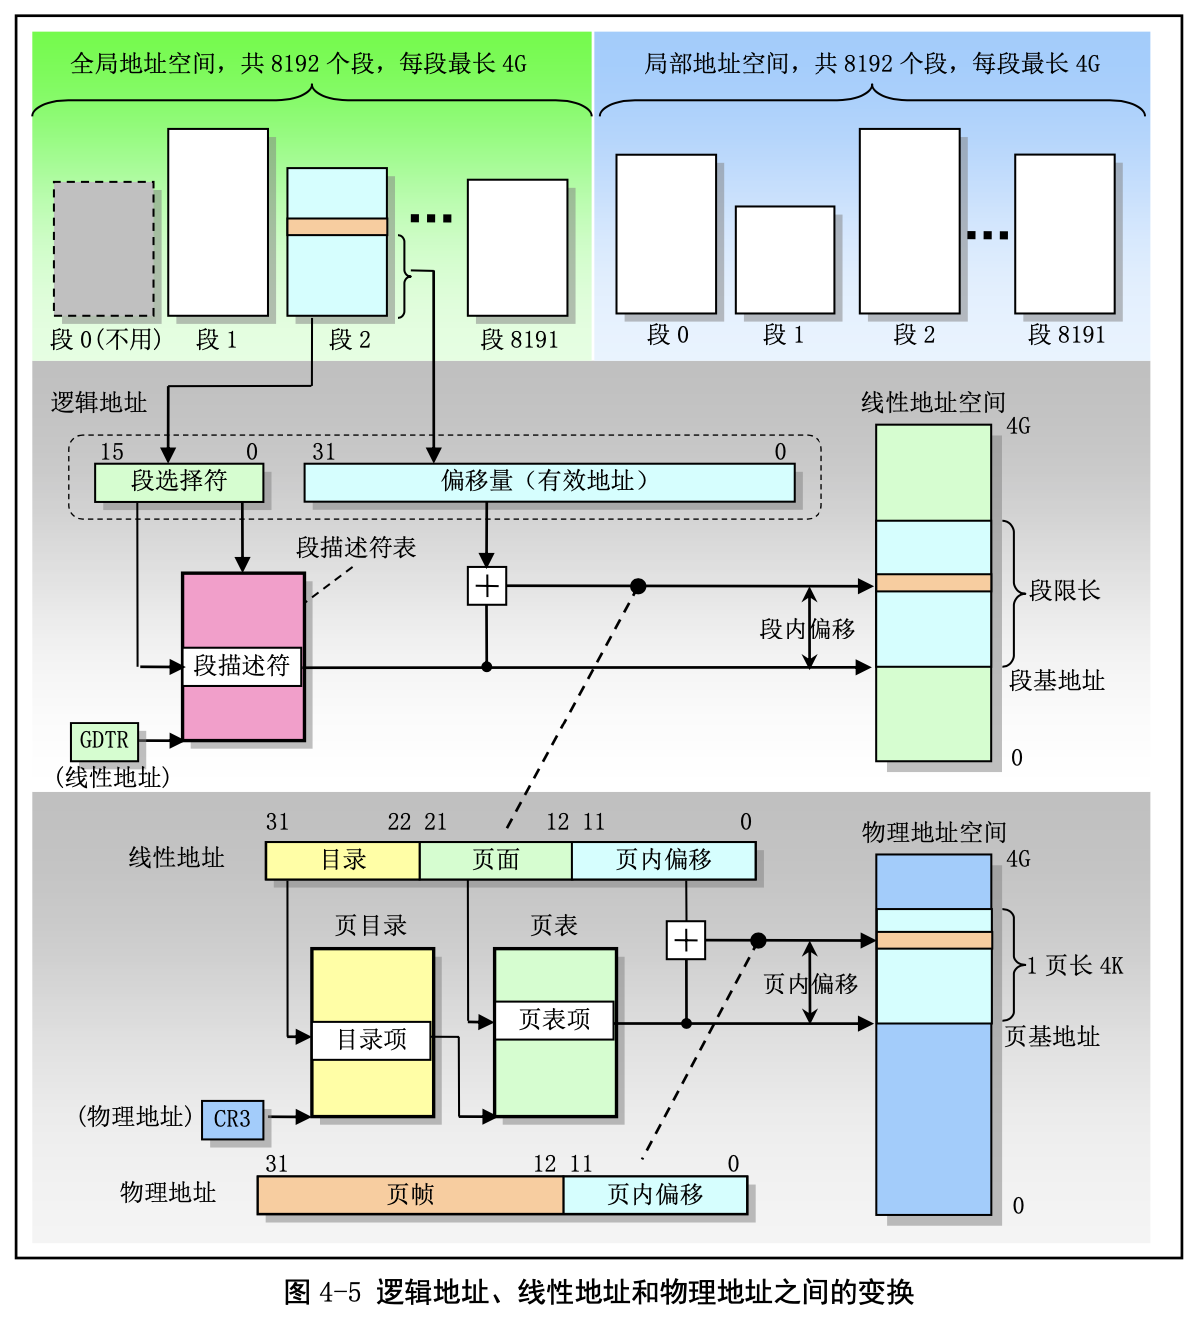 全局地址空间，共 8192 个段，每段最长 4G
局部地址空间，共 8192 个段，每段最长 4G
段 0(不用)
段 1
段 2
段 8191
段 0
段 1
段 2
段 8191
逻辑地址
线性地址空间
4G
15
0
31
0
段选择符
偏移量（有效地址）
段描述符表
段限长
段内偏移
段描述符
段基地址
GDTR
(线性地址)
0
31
22
21
12
11
0
物理地址空间
线性地址
目录
页面
页内偏移
4G
页目录
页表
1 页长 4K
页内偏移
目录项
页表项
页基地址
(物理地址)
CR3
31
12
11
0
物理地址
页帧
页内偏移
0
图 4-5 逻辑地址、线性地址和物理地址之间的变换